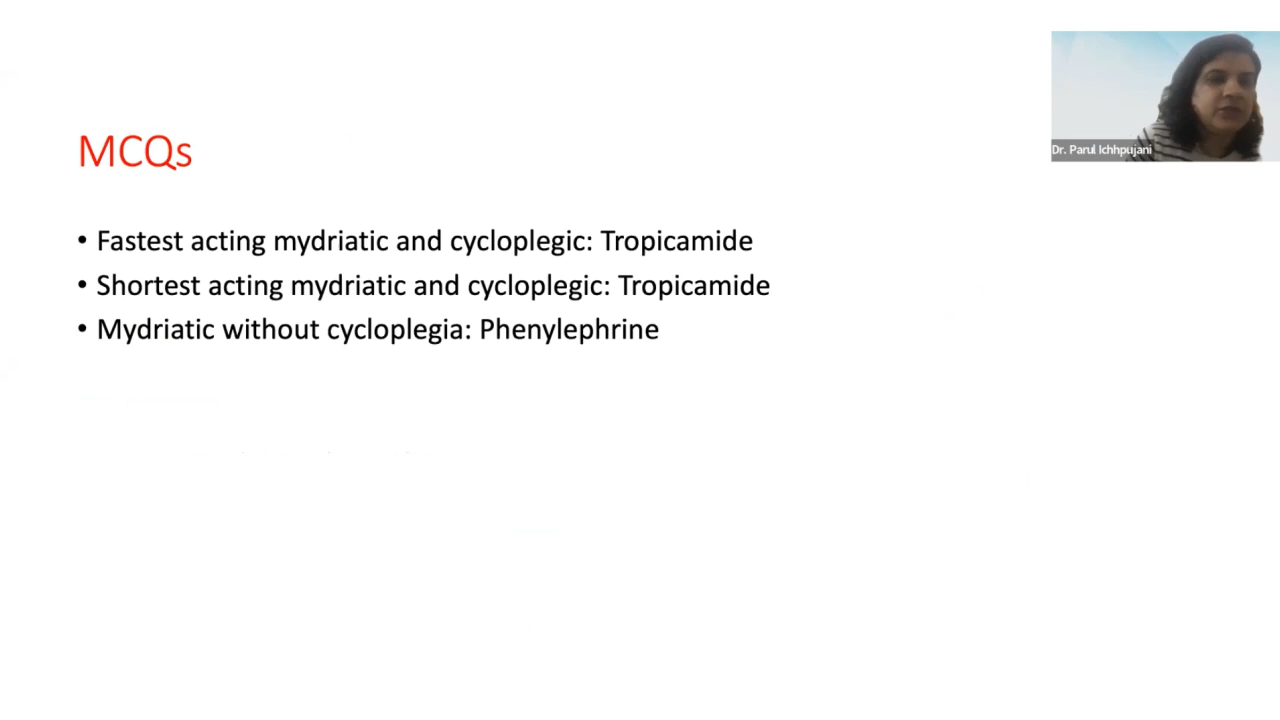 MCQs
Dr. Parul Ichhpujani
• Fastest acting mydriatic and cycloplegic: Tropicamide
• Shortest acting mydriatic and cycloplegic: Tropicamide
• Mydriatic without cycloplegia: Phenylephrine